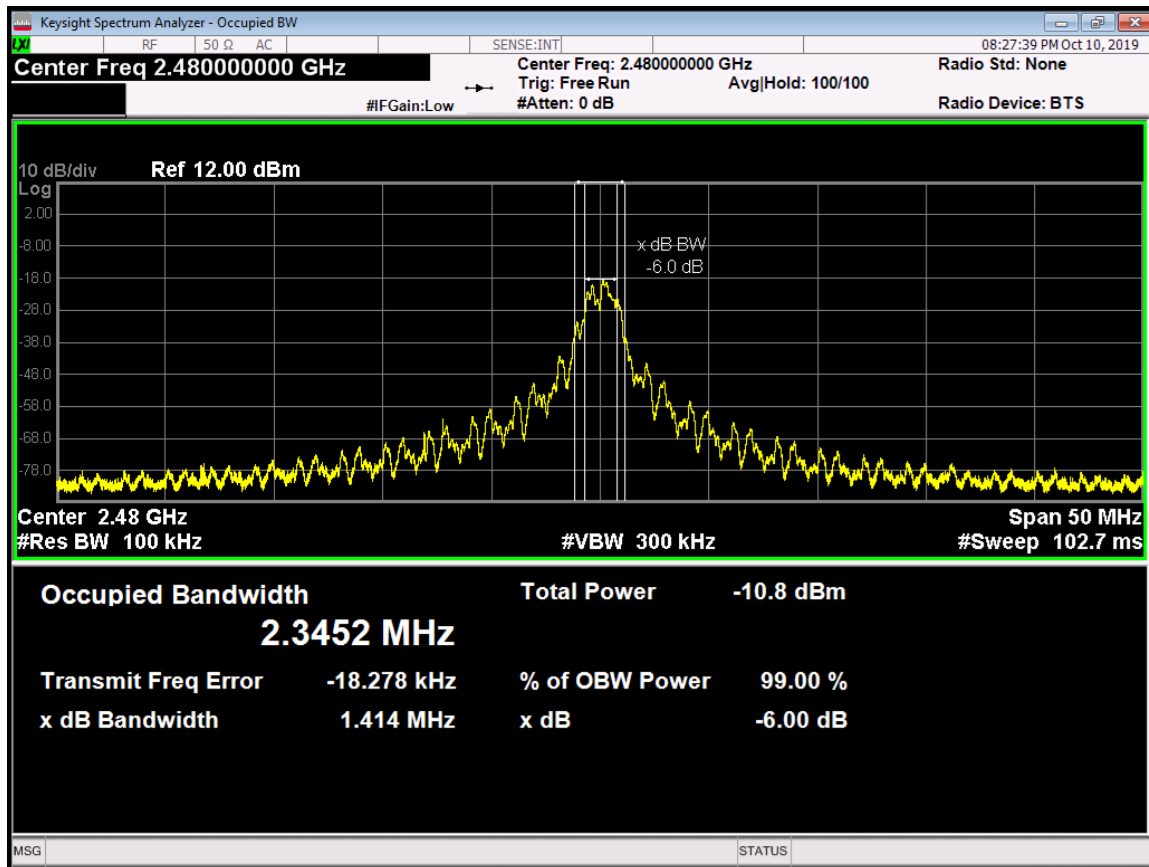 Keysight Spectrum Analyzer - Occupied BW
LXI RF 50 Ω AC SENSE:INT 08:27:39 PM Oct 10, 2019
Center Freq 2.480000000 GHz
Center Freq: 2.480000000 GHz
Radio Std: None
Trig: Free Run Avg|Hold: 100/100
#IFGain:Low #Atten: 0 dB Radio Device: BTS
10 dB/div Ref 12.00 dBm
Log
2.00
-8.00
x dB BW
-6.0 dB
-18.0
-28.0
-38.0
-48.0
-58.0
-68.0
-78.0
Center 2.48 GHz Span 50 MHz
#Res BW 100 kHz #VBW 300 kHz #Sweep 102.7 ms
Occupied Bandwidth Total Power -10.8 dBm
2.3452 MHz
Transmit Freq Error -18.278 kHz % of OBW Power 99.00 %
x dB Bandwidth 1.414 MHz x dB -6.00 dB
MSG STATUS